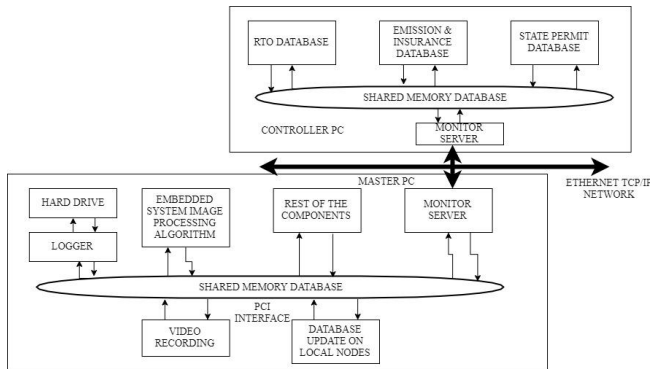 RTO DATABASE
EMISSION &
INSURANCE
DATABASE
STATE PERMIT
DATABASE
SHARED MEMORY DATABASE
CONTROLLER PC
MONITOR
SERVER
MASTER PC
ETHERNET TCP/IP
NETWORK
HARD DRIVE
EMBEDDED
SYSTEM IMAGE
PROCESSING
ALGORITHM
REST OF THE
COMPONENTS
MONITOR
SERVER
LOGGER
SHARED MEMORY DATABASE
PCI
INTERFACE
VIDEO
RECORDING
DATABASE
UPDATE ON
LOCAL NODES